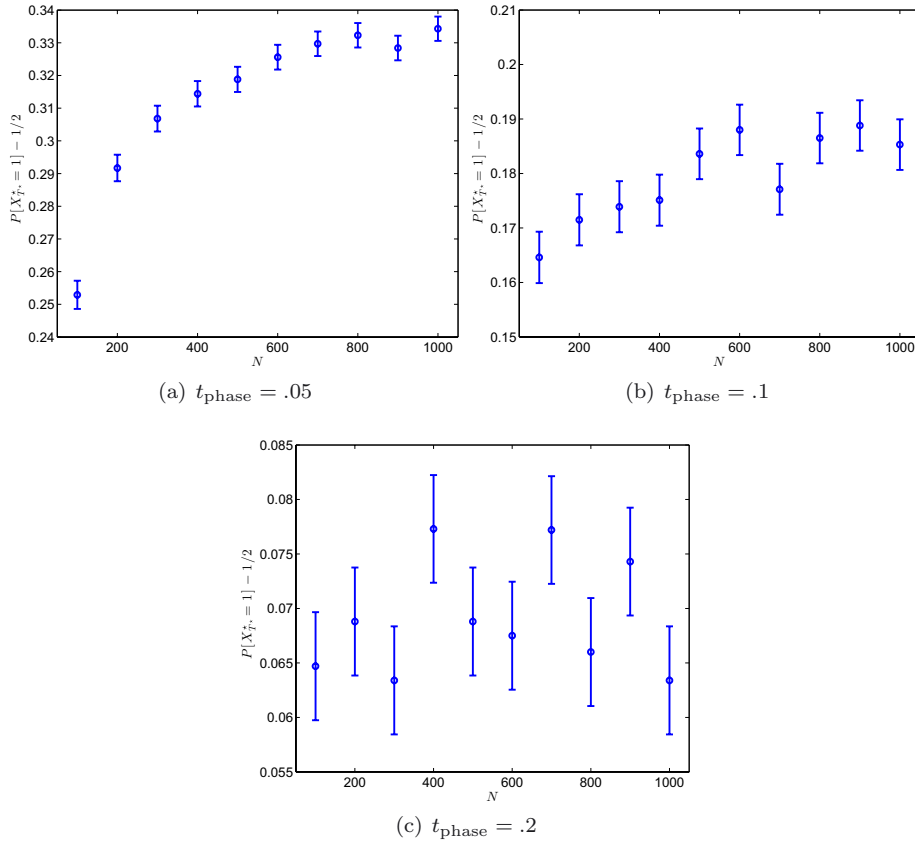 0.34
0.33
0.32
0.31
0.3
0.29
0.28
0.27
0.26
0.25
0.24
P[X⋆T⋆ = 1] − 1/2
200 400 600 800 1000
N
(a) tphase = .05
0.21
0.2
0.19
0.18
0.17
0.16
0.15
P[X⋆T⋆ = 1] − 1/2
200 400 600 800 1000
N
(b) tphase = .1
0.085
0.08
0.075
0.07
0.065
0.06
0.055
P[X⋆T⋆ = 1] − 1/2
200 400 600 800 1000
N
(c) tphase = .2